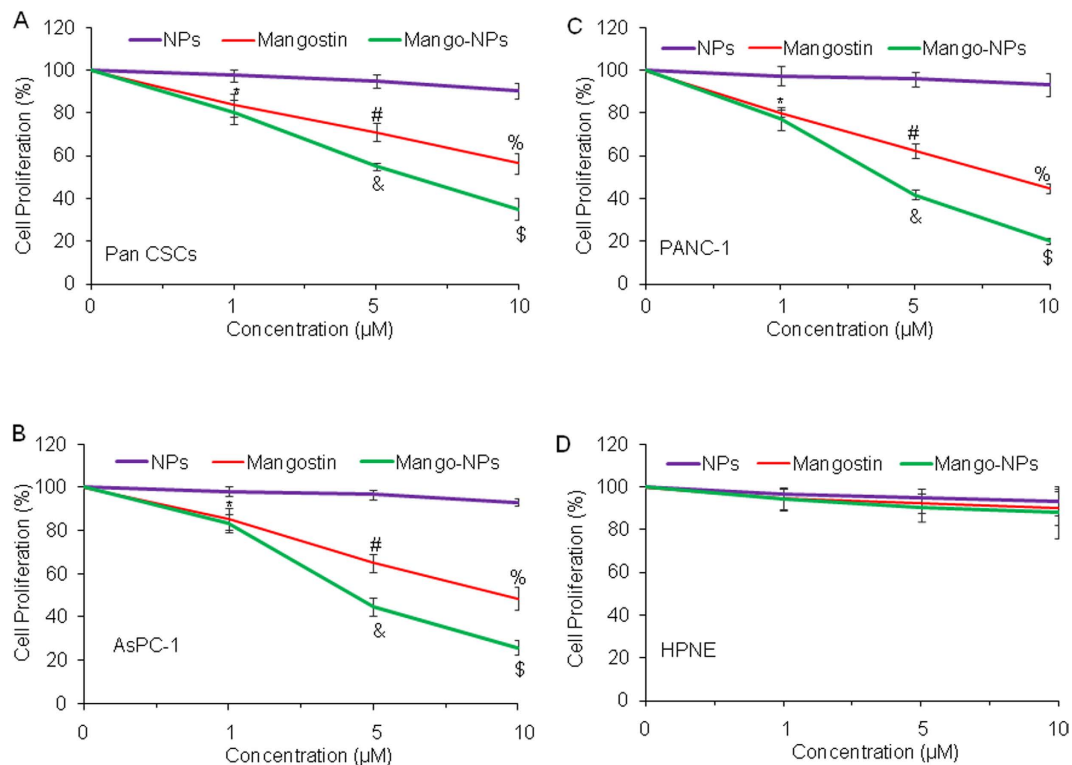 A
120
NPs Mangostin Mango-NPs
100
80
60
40
20
0
Cell Proliferation (%)
* # % & $
Pan CSCs
0 1 5 10
Concentration (µM)
C
120
NPs Mangostin Mango-NPs
100
80
60
40
20
0
Cell Proliferation (%)
* # % & $
PANC-1
0 1 5 10
Concentration (µM)
B
120
NPs Mangostin Mango-NPs
100
80
60
40
20
0
Cell Proliferation (%)
* # % & $
AsPC-1
0 1 5 10
Concentration (µM)
D
120
NPs Mangostin Mango-NPs
100
80
60
40
20
0
Cell Proliferation (%)
HPNE
0 1 5 10
Concentration (µM)